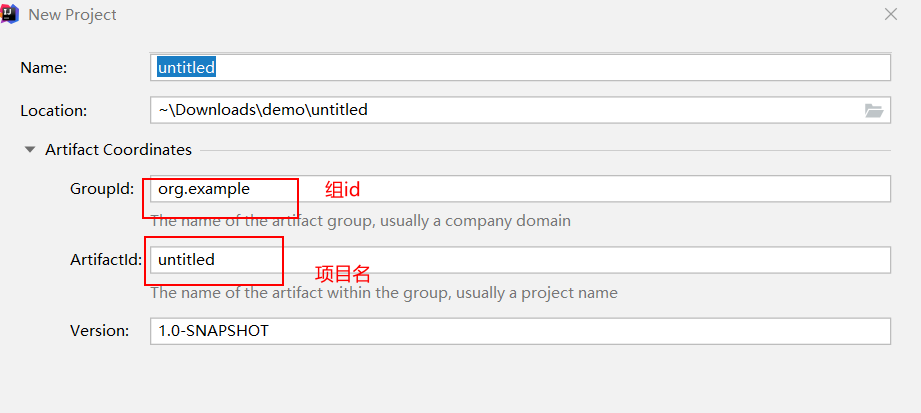 New Project
Name: untitled
Location: ~\Downloads\demo\untitled
Artifact Coordinates
GroupId: org.example 组id
The name of the artifact group, usually a company domain
ArtifactId: untitled 项目名
The name of the artifact within the group, usually a project name
Version: 1.0-SNAPSHOT